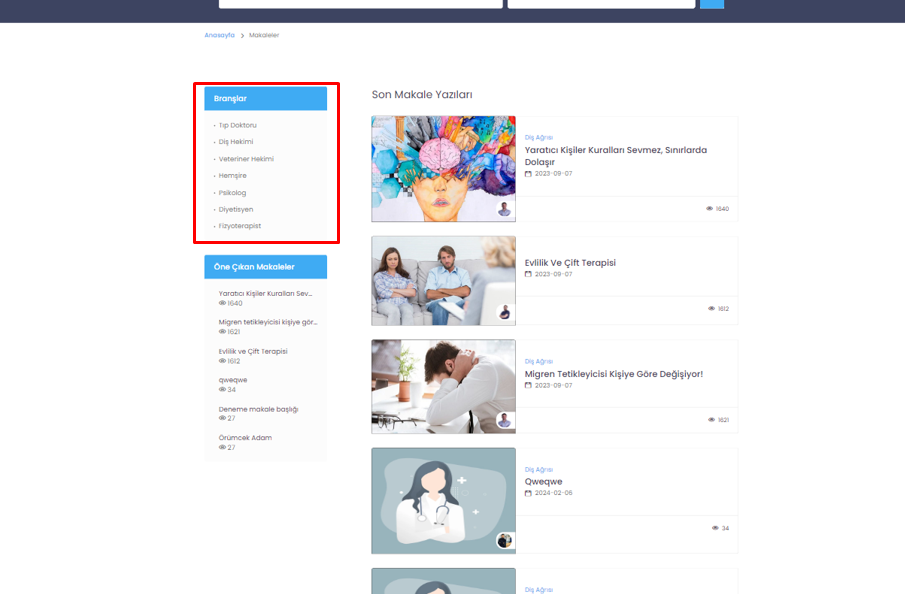 Anasayfa > Makaleler
Branşlar
Tıp Doktoru
Diş Hekimi
Veteriner Hekimi
Hemşire
Psikolog
Diyetisyen
Fizyoterapist
Öne Çıkan Makaleler
Yaratıcı Kişiler Kuralları Sev...
1640
Migren tetikleyicisi kişiye gör...
1621
Evlilik ve Çift Terapisi
1612
qweqwe
34
Deneme makale başlığı
27
Örümcek Adam
27
Son Makale Yazıları
Diş Ağrısı
Yaratıcı Kişiler Kuralları Sevmez, Sınırlarda
Dolaşır
2023-09-07
1640
Evlilik Ve Çift Terapisi
2023-09-07
1612
Diş Ağrısı
Migren Tetikleyicisi Kişiye Göre Değişiyor!
2023-09-07
1621
Diş Ağrısı
Qweqwe
2024-02-06
34
Diş Ağrısı